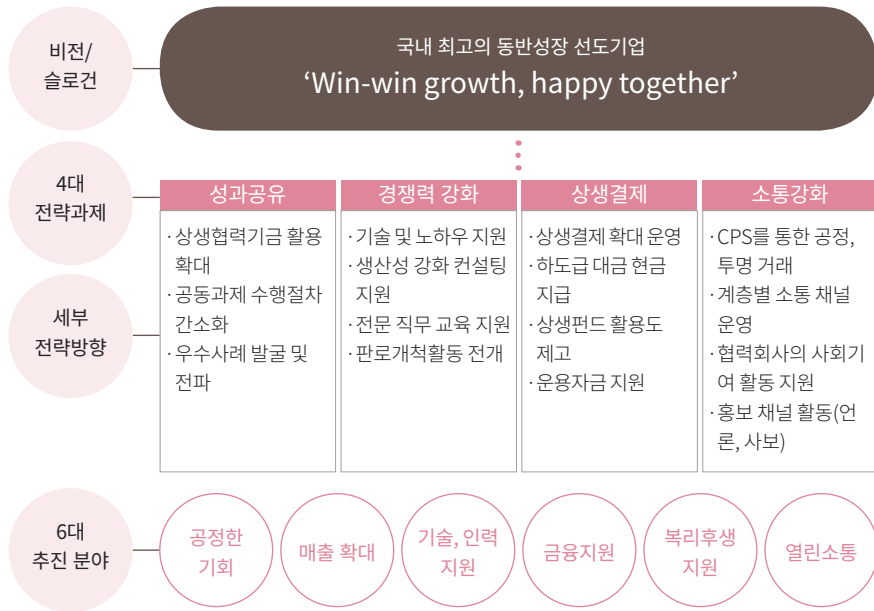 비전/
슬로건
국내 최고의 동반성장 선도기업
‘Win-win growth, happy together’
4대
전략과제
성과공유
경쟁력 강화
상생결제
소통강화
세부
전략방향
· 상생협력기금 활용
확대
· 공동과제 수행절차
간소화
· 우수사례 발굴 및
전파
· 기술 및 노하우 지원
· 생산성 강화 컨설팅
지원
· 전문 직무 교육 지원
· 판로개척활동 전개
· 상생결제 확대 운영
· 하도급 대금 현금
지급
· 상생펀드 활용도
제고
· 운용자금 지원
· CPS를 통한 공정,
투명 거래
· 계층별 소통 채널
운영
· 협력회사의 사회기
여 활동 지원
· 홍보 채널 활동(언
론, 사보)
6대
추진 분야
공정한
기회
매출 확대
기술, 인력
지원
금융지원
복리후생
지원
열린소통